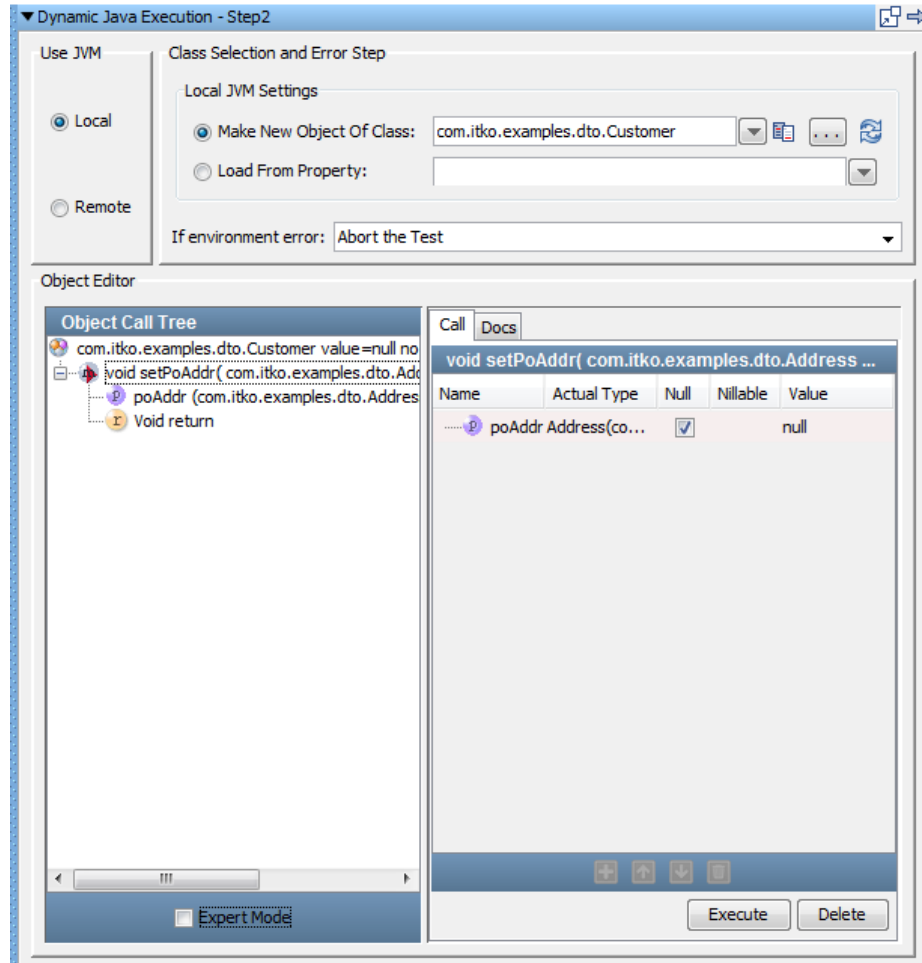 Dynamic Java Execution - Step2
Use JVM
Class Selection and Error Step
Local JVM Settings
Local
Make New Object Of Class: com.itko.examples.dto.Customer ...
Load From Property:
Remote
If environment error: Abort the Test
Object Editor
Object Call Tree
com.itko.examples.dto.Customer value=null no
void setPoAddr( com.itko.examples.dto.Add
P poAddr (com.itko.examples.dto.Addres
r Void return
Call Docs
void setPoAddr( com.itko.examples.dto.Address ...
Name Actual Type Null Nillable Value
P poAddr Address(co... null
Expert Mode
Execute Delete